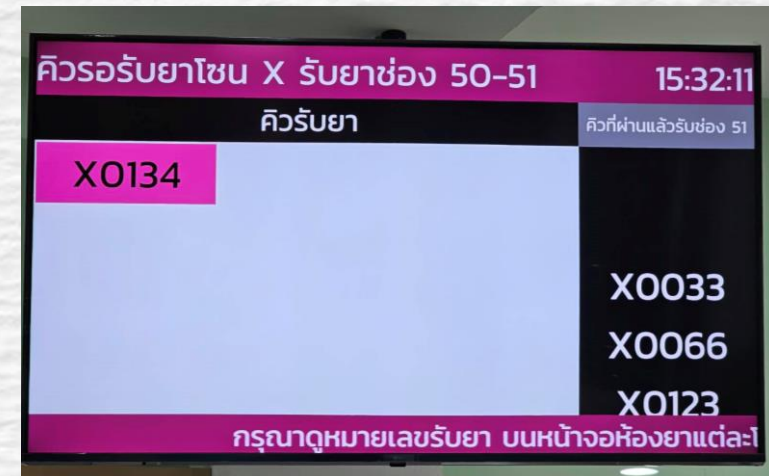 คิวรอรับยาโซน X รับยาช่อง 50-51 15:32:11
คิวรับยา
คิวที่ผ่านแล้วรับช่อง 51
X0134
X0033
X0066
X0123
กรุณาดูหมายเลขรับยา บนหน้าจอห้องยาแต่ละ